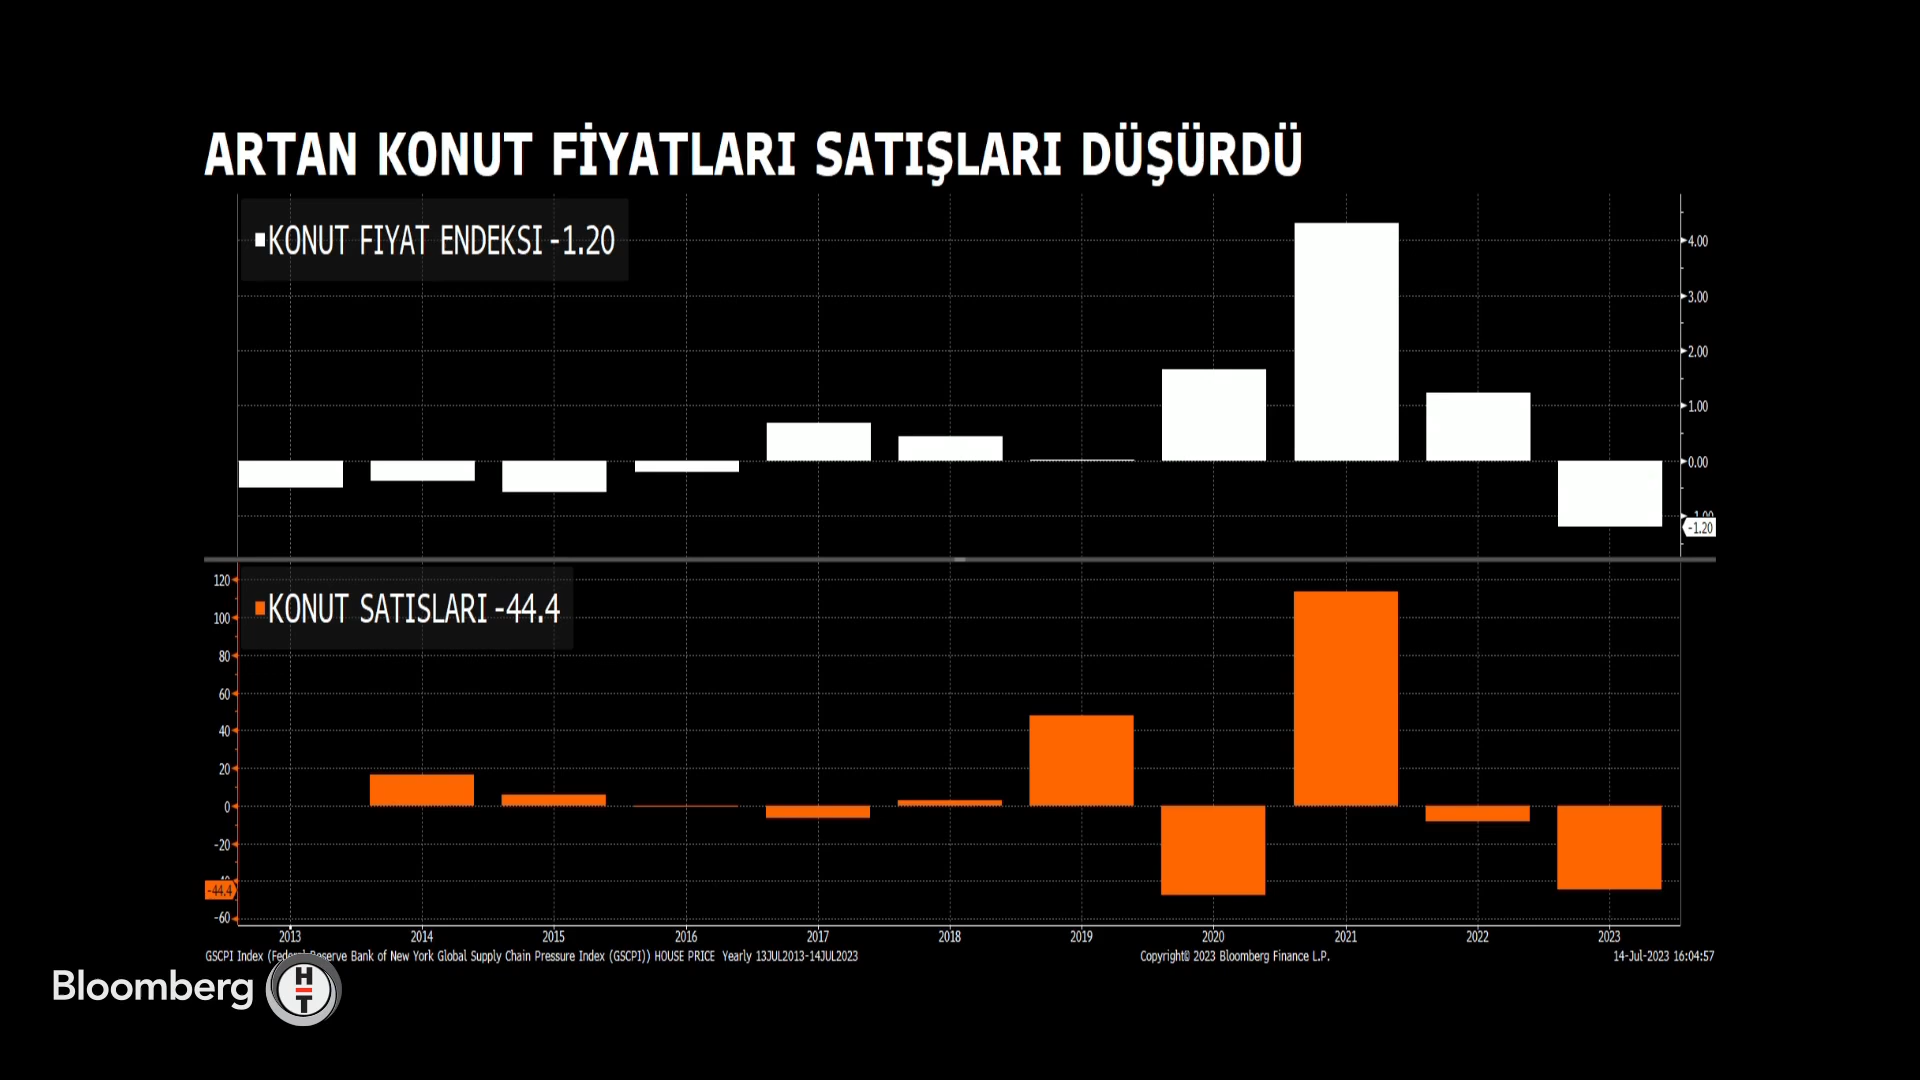 ARTAN KONUT FİYATLARI SATIŞLARI DÜŞÜRDÜ
KONUT FIYAT ENDEKSI -1.20
4.00
3.00
2.00
1.00
0.00
-1.00
-1.20
KONUT SATISLARI -44.4
120
100
80
60
40
20
0
-20
-44.4
-60
2013 2014 2015 2016 2017 2018 2019 2020 2021 2022 2023
GSCPI Index (Federal Reserve Bank of New York Global Supply Chain Pressure Index (GSCPI)) HOUSE PRICE Yearly 13JUL2013-14JUL2023 Copyright© 2023 Bloomberg Finance L.P. 14-Jul-2023 16:04:57
Bloomberg HT